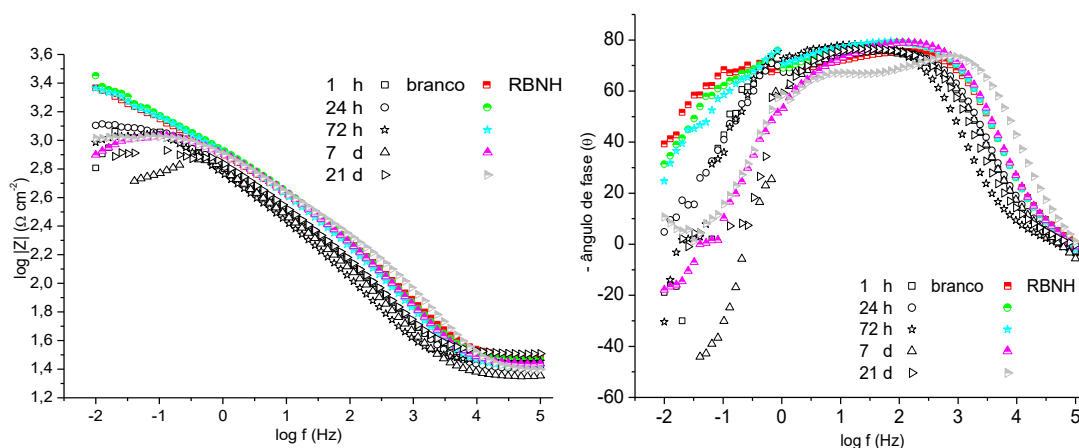 log |Z| (Ω cm⁻²)
3,6
3,4
3,2
3,0
2,8
2,6
2,4
2,2
2,0
1,8
1,6
1,4
1,2
-2 -1 0 1 2 3 4 5
log f (Hz)
1 h branco RBNH
24 h
72 h
7 d
21 d
- ângulo de fase (θ)
80
60
40
20
0
-20
-40
-60
1 h branco RBNH
24 h
72 h
7 d
21 d
-2 -1 0 1 2 3 4 5
log f (Hz)